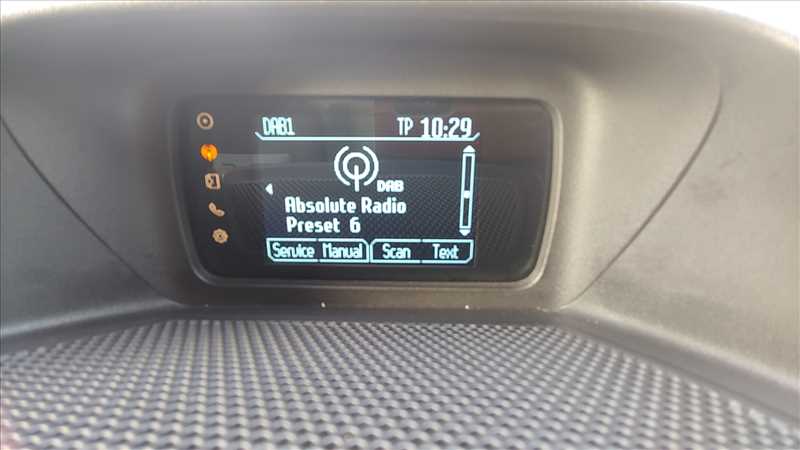 DAB1 TP 10:29
DAB
Absolute Radio
Preset 6
Service Manual Scan Text